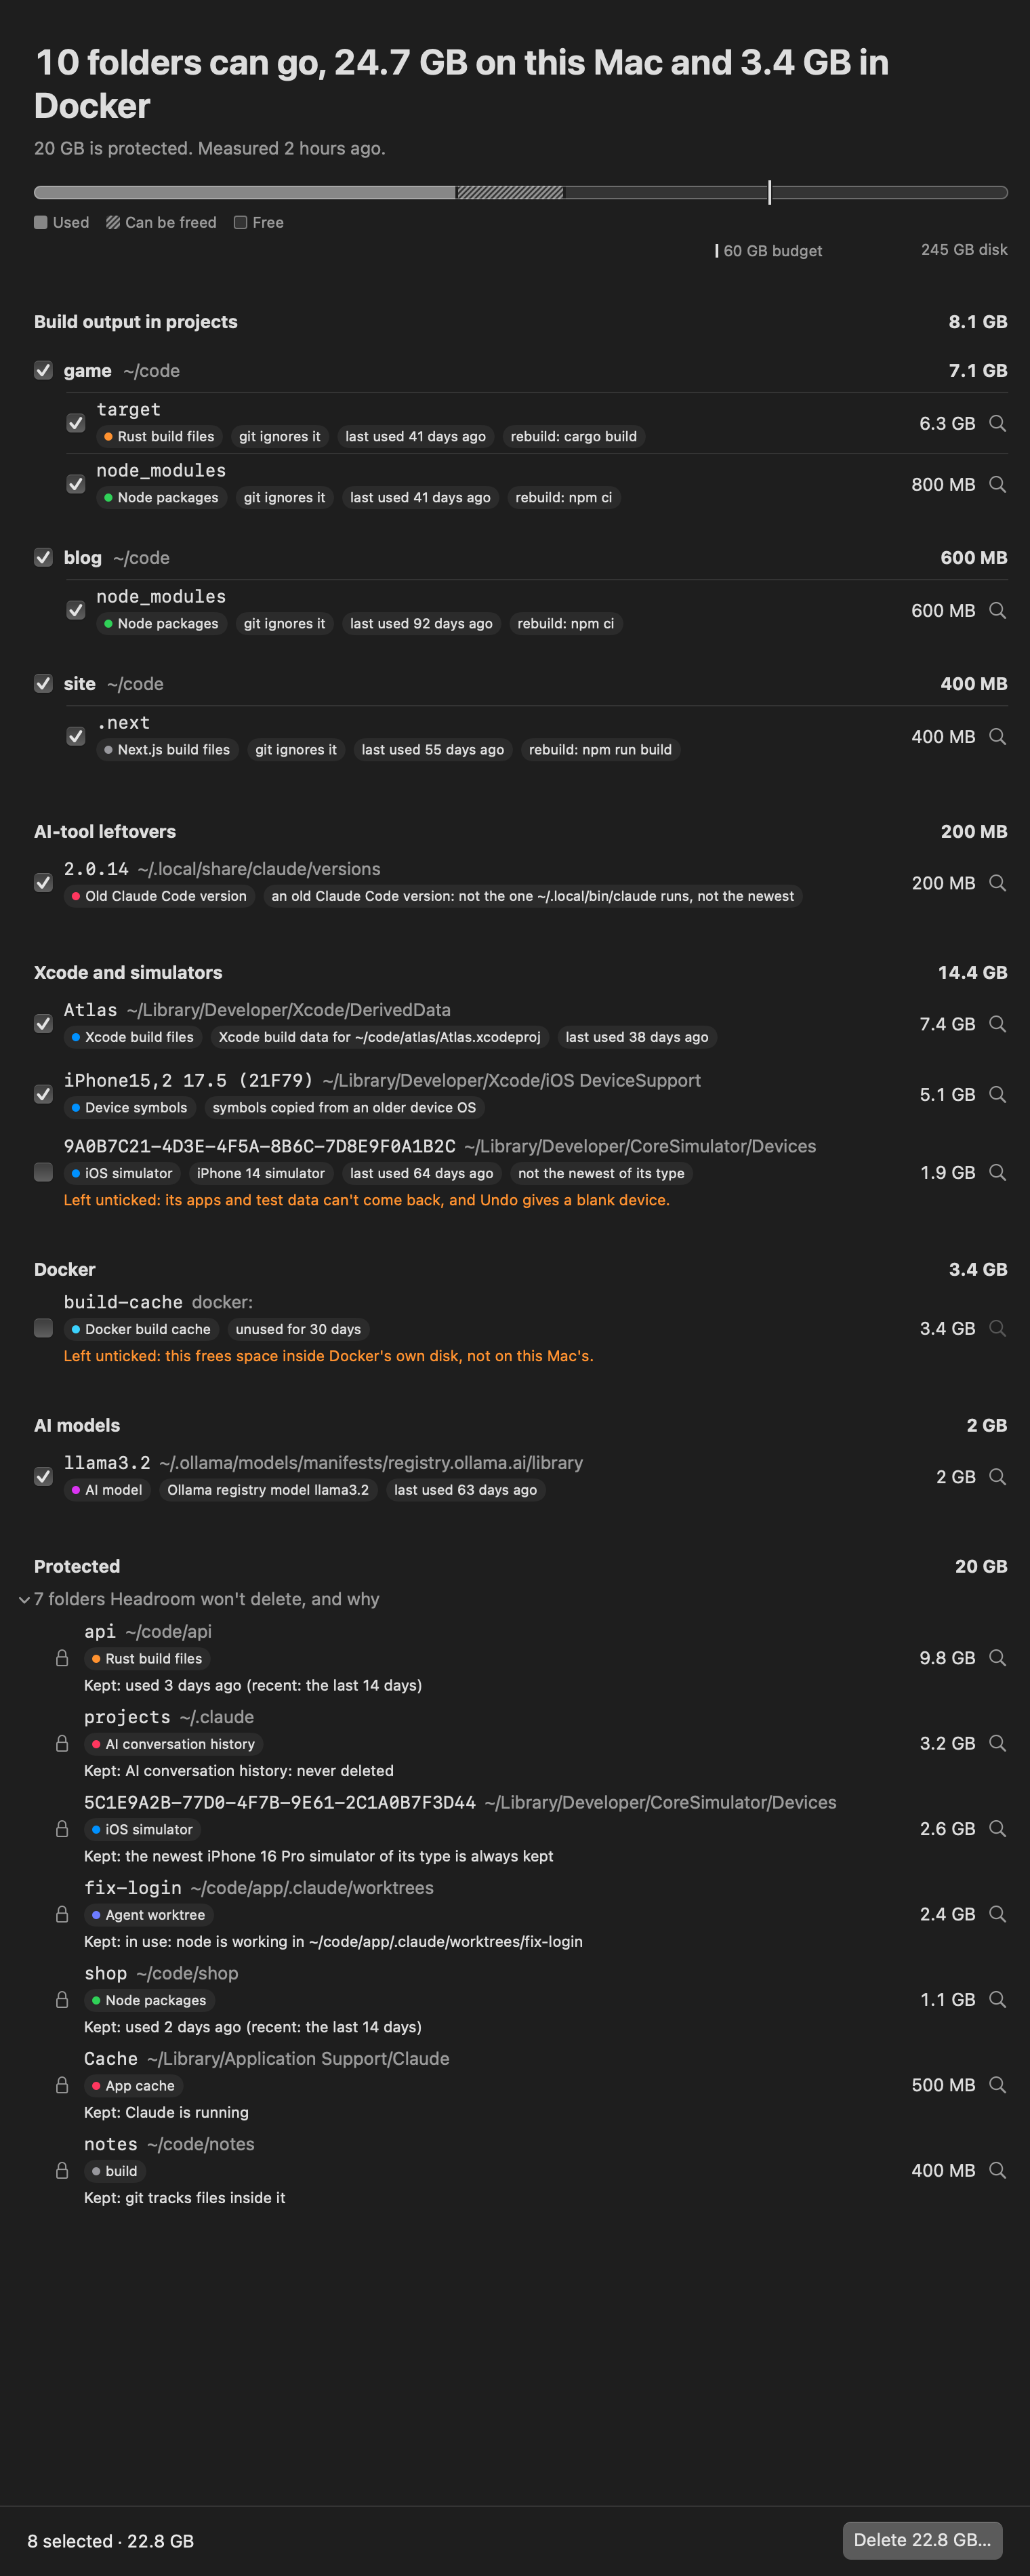 10 folders can go, 24.7 GB on this Mac and 3.4 GB in
Docker
20 GB is protected. Measured 2 hours ago.
Used Can be freed Free
60 GB budget 245 GB disk
Build output in projects 8.1 GB
game ~/code 7.1 GB
target
Rust build files git ignores it last used 41 days ago rebuild: cargo build 6.3 GB
node_modules
Node packages git ignores it last used 41 days ago rebuild: npm ci 800 MB
blog ~/code 600 MB
node_modules
Node packages git ignores it last used 92 days ago rebuild: npm ci 600 MB
site ~/code 400 MB
.next
Next.js build files git ignores it last used 55 days ago rebuild: npm run build 400 MB
AI-tool leftovers 200 MB
2.0.14 ~/.local/share/claude/versions
Old Claude Code version an old Claude Code version: not the one ~/.local/bin/claude runs, not the newest 200 MB
Xcode and simulators 14.4 GB
Atlas ~/Library/Developer/Xcode/DerivedData
Xcode build files Xcode build data for ~/code/atlas/Atlas.xcodeproj last used 38 days ago 7.4 GB
iPhone15,2 17.5 (21F79) ~/Library/Developer/Xcode/iOS DeviceSupport
Device symbols symbols copied from an older device OS 5.1 GB
9A0B7C21-4D3E-4F5A-8B6C-7D8E9F0A1B2C ~/Library/Developer/CoreSimulator/Devices
iOS simulator iPhone 14 simulator last used 64 days ago not the newest of its type 1.9 GB
Left unticked: its apps and test data can't come back, and Undo gives a blank device.
Docker 3.4 GB
build-cache docker:
Docker build cache unused for 30 days 3.4 GB
Left unticked: this frees space inside Docker's own disk, not on this Mac's.
AI models 2 GB
llama3.2 ~/.ollama/models/manifests/registry.ollama.ai/library
AI model Ollama registry model llama3.2 last used 63 days ago 2 GB
Protected 20 GB
7 folders Headroom won't delete, and why
api ~/code/api
Rust build files 9.8 GB
Kept: used 3 days ago (recent: the last 14 days)
projects ~/.claude
AI conversation history 3.2 GB
Kept: AI conversation history: never deleted
5C1E9A2B-77D0-4F7B-9E61-2C1A0B7F3D44 ~/Library/Developer/CoreSimulator/Devices
iOS simulator 2.6 GB
Kept: the newest iPhone 16 Pro simulator of its type is always kept
fix-login ~/code/app/.claude/worktrees
Agent worktree 2.4 GB
Kept: in use: node is working in ~/code/app/.claude/worktrees/fix-login
shop ~/code/shop
Node packages 1.1 GB
Kept: used 2 days ago (recent: the last 14 days)
Cache ~/Library/Application Support/Claude
App cache 500 MB
Kept: Claude is running
notes ~/code/notes
build 400 MB
Kept: git tracks files inside it
8 selected · 22.8 GB Delete 22.8 GB...